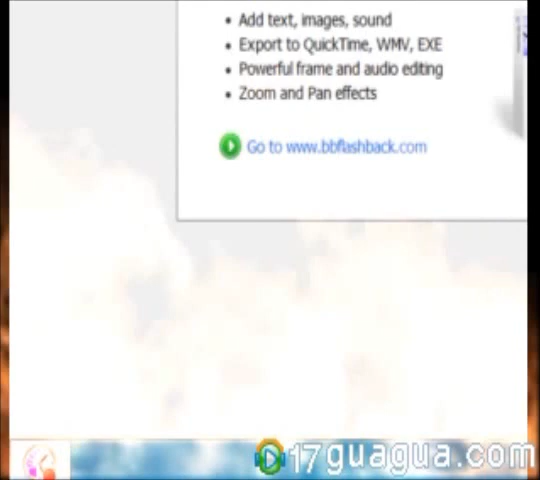 • Add text, images, sound
• Export to QuickTime, WMV, EXE
• Powerful frame and audio editing
• Zoom and Pan effects
Go to www.bbflashback.com
17guagua.com